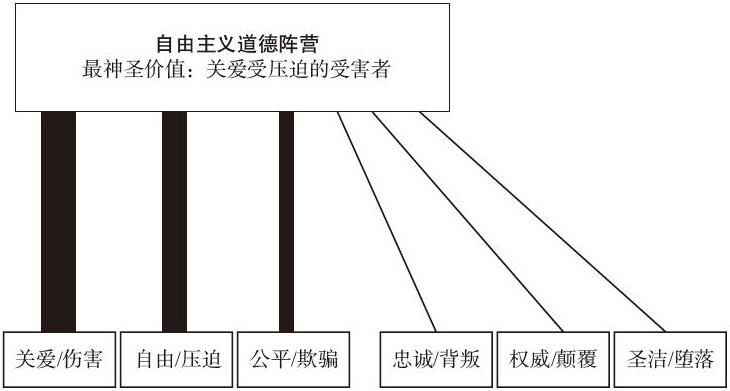 自由主义道德阵营
最神圣价值：关爱受压迫的受害者
关爱/伤害
自由/压迫
公平/欺骗
忠诚/背叛
权威/颠覆
圣洁/堕落